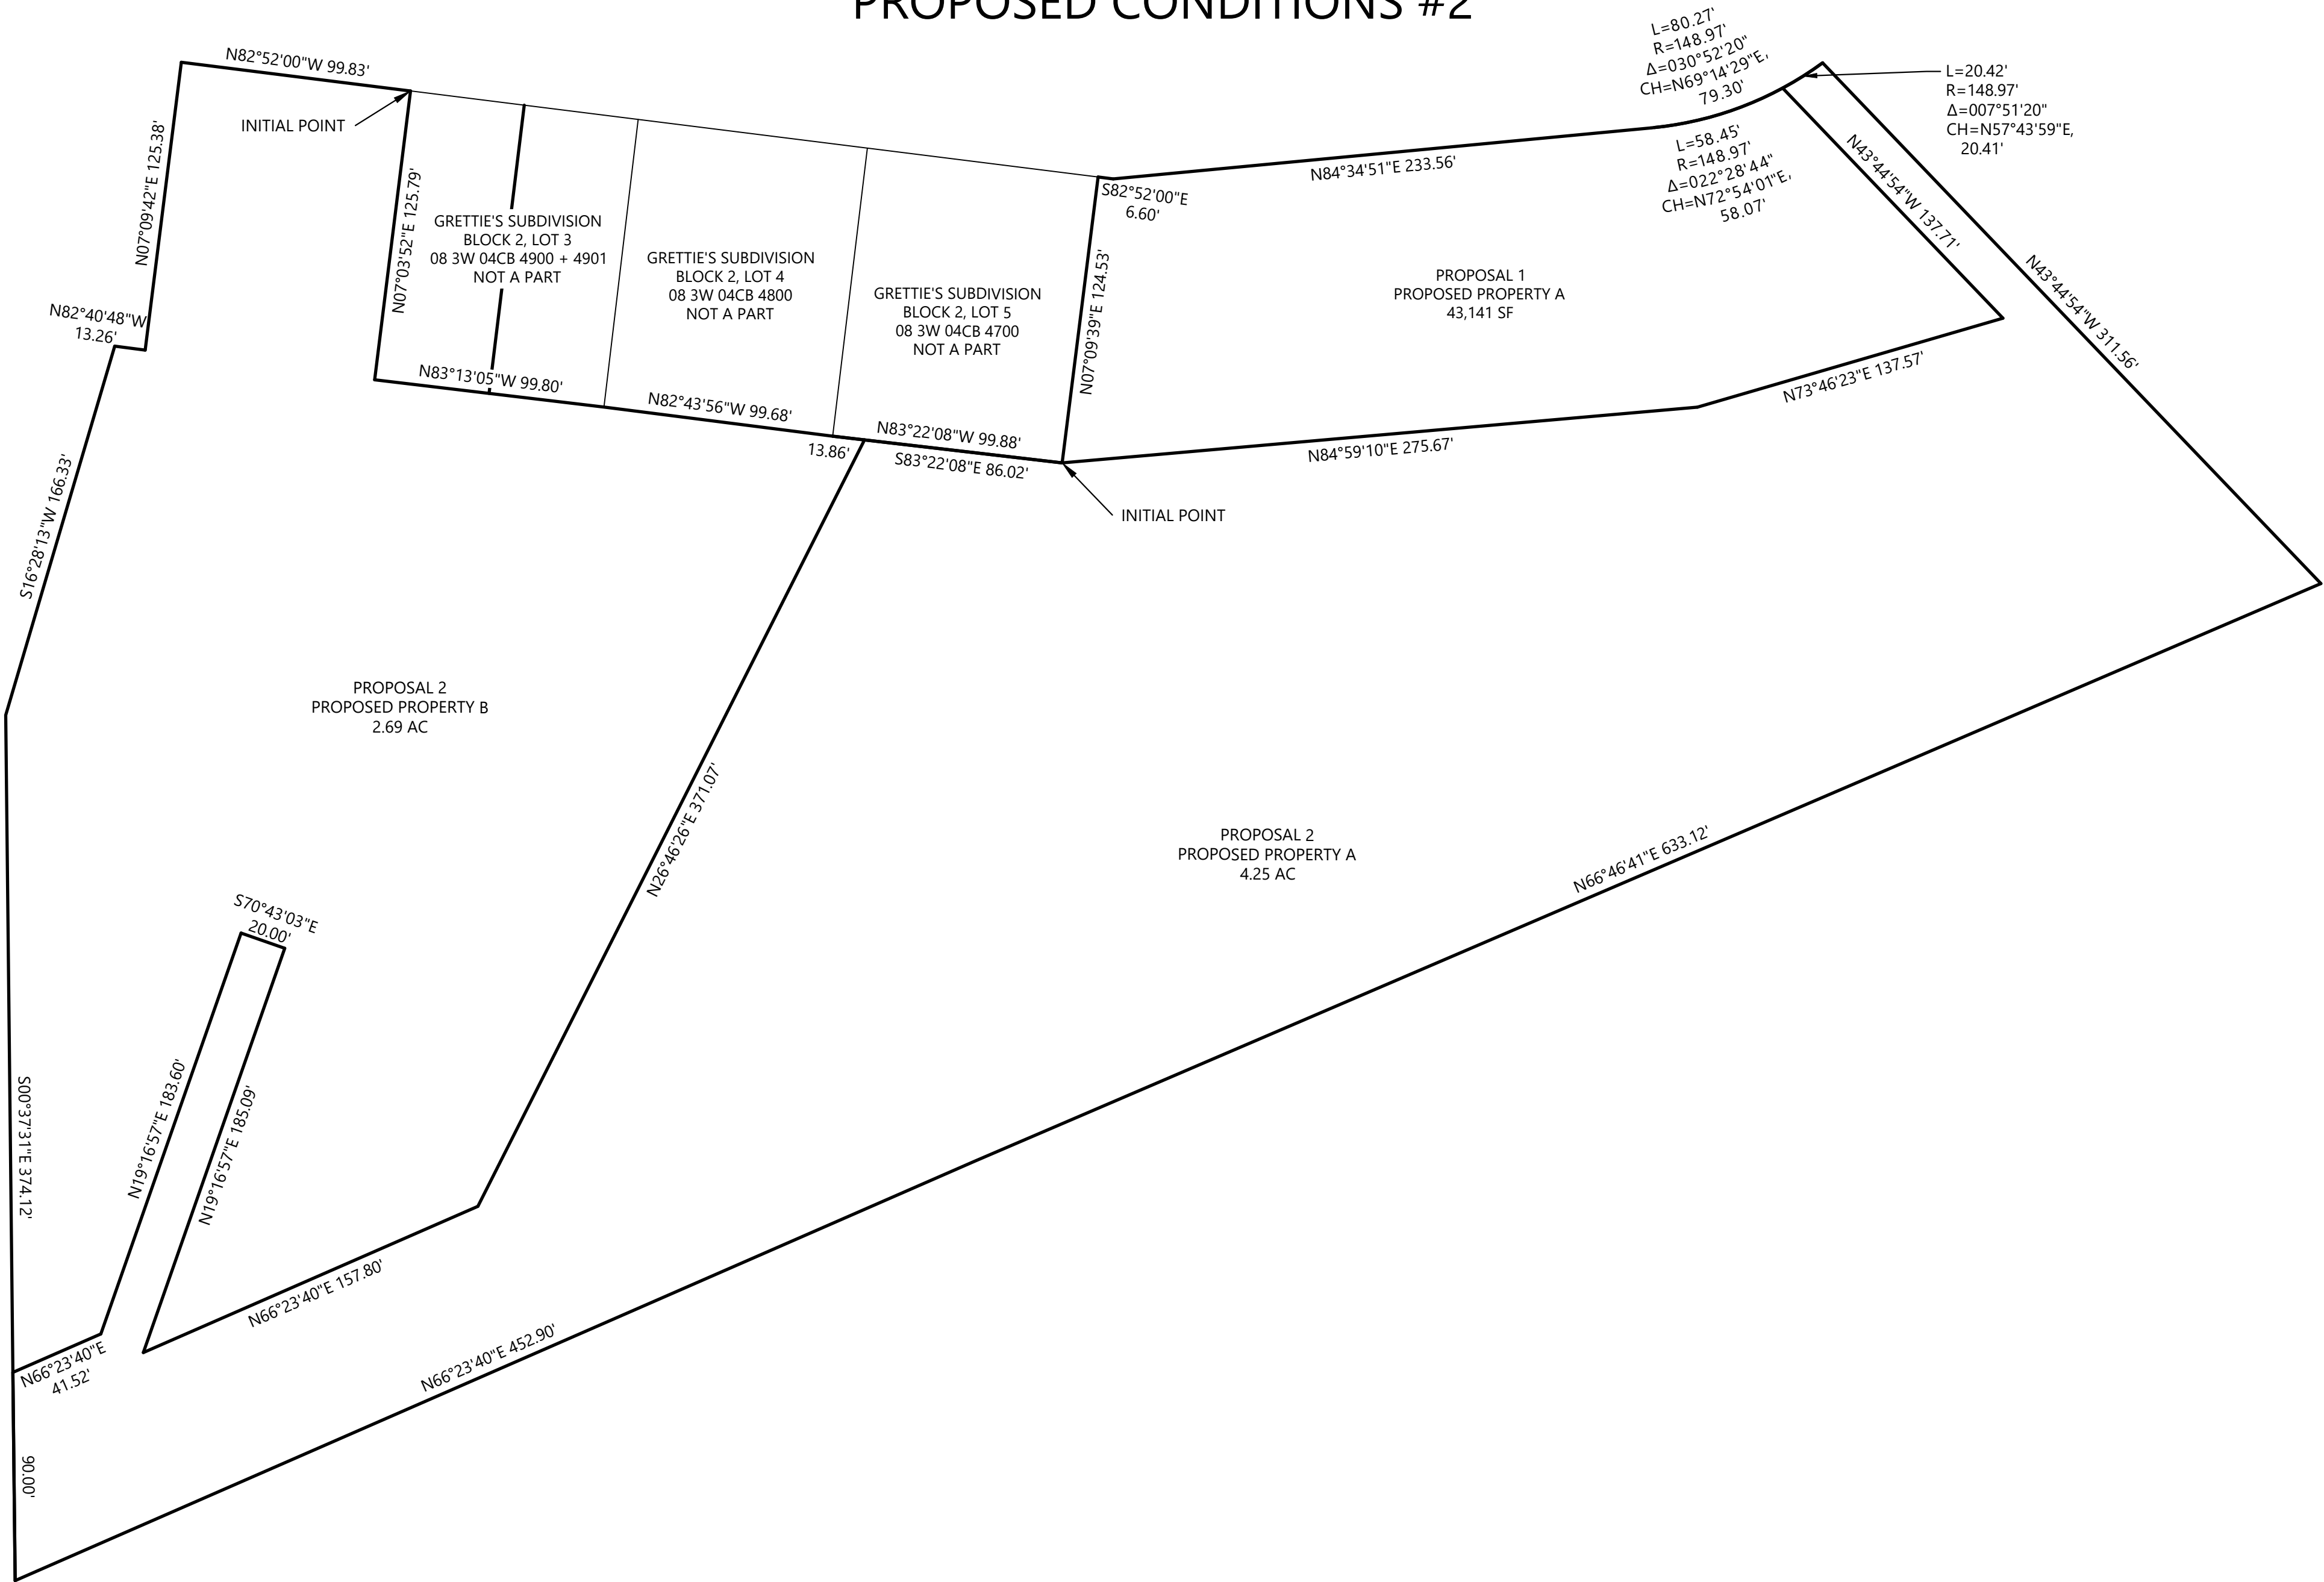 PROPOSED CONDITIONS #2
N82°52'00"W 99.83'
INITIAL POINT
N07°09'42"E 125.38'
N07°03'52"E 125.79'
GRETTIE'S SUBDIVISION
BLOCK 2, LOT 3
08 3W 04CB 4900 + 4901
NOT A PART
GRETTIE'S SUBDIVISION
BLOCK 2, LOT 4
08 3W 04CB 4800
NOT A PART
GRETTIE'S SUBDIVISION
BLOCK 2, LOT 5
08 3W 04CB 4700
NOT A PART
S82°52'00"E
6.60'
N07°09'39"E 124.53'
N84°34'51"E 233.56'
L=80.27'
R=148.97'
Δ=030°52'20"
CH=N69°14'29"E,
79.30'
L=58.45'
R=148.97'
Δ=022°28'44"
CH=N72°54'01"E,
58.07'
L=20.42'
R=148.97'
Δ=007°51'20"
CH=N57°43'59"E,
20.41'
N43°44'54"W 137.71'
N43°44'54"W 311.56'
PROPOSAL 1
PROPOSED PROPERTY A
43,141 SF
N73°46'23"E 137.57'
N84°59'10"E 275.67'
N82°40'48"W
13.26'
N83°13'05"W 99.80'
N82°43'56"W 99.68'
N83°22'08"W 99.88'
13.86'
S83°22'08"E 86.02'
INITIAL POINT
S16°28'13"W 166.33'
PROPOSAL 2
PROPOSED PROPERTY B
2.69 AC
N26°46'26"E 371.07'
PROPOSAL 2
PROPOSED PROPERTY A
4.25 AC
N66°46'41"E 633.12'
S70°43'03"E
20.00'
S00°37'31"E 374.12'
N19°16'57"E 183.60'
N19°16'57"E 185.09'
N66°23'40"E 157.80'
N66°23'40"E
41.52'
N66°23'40"E 452.90'
90.00'